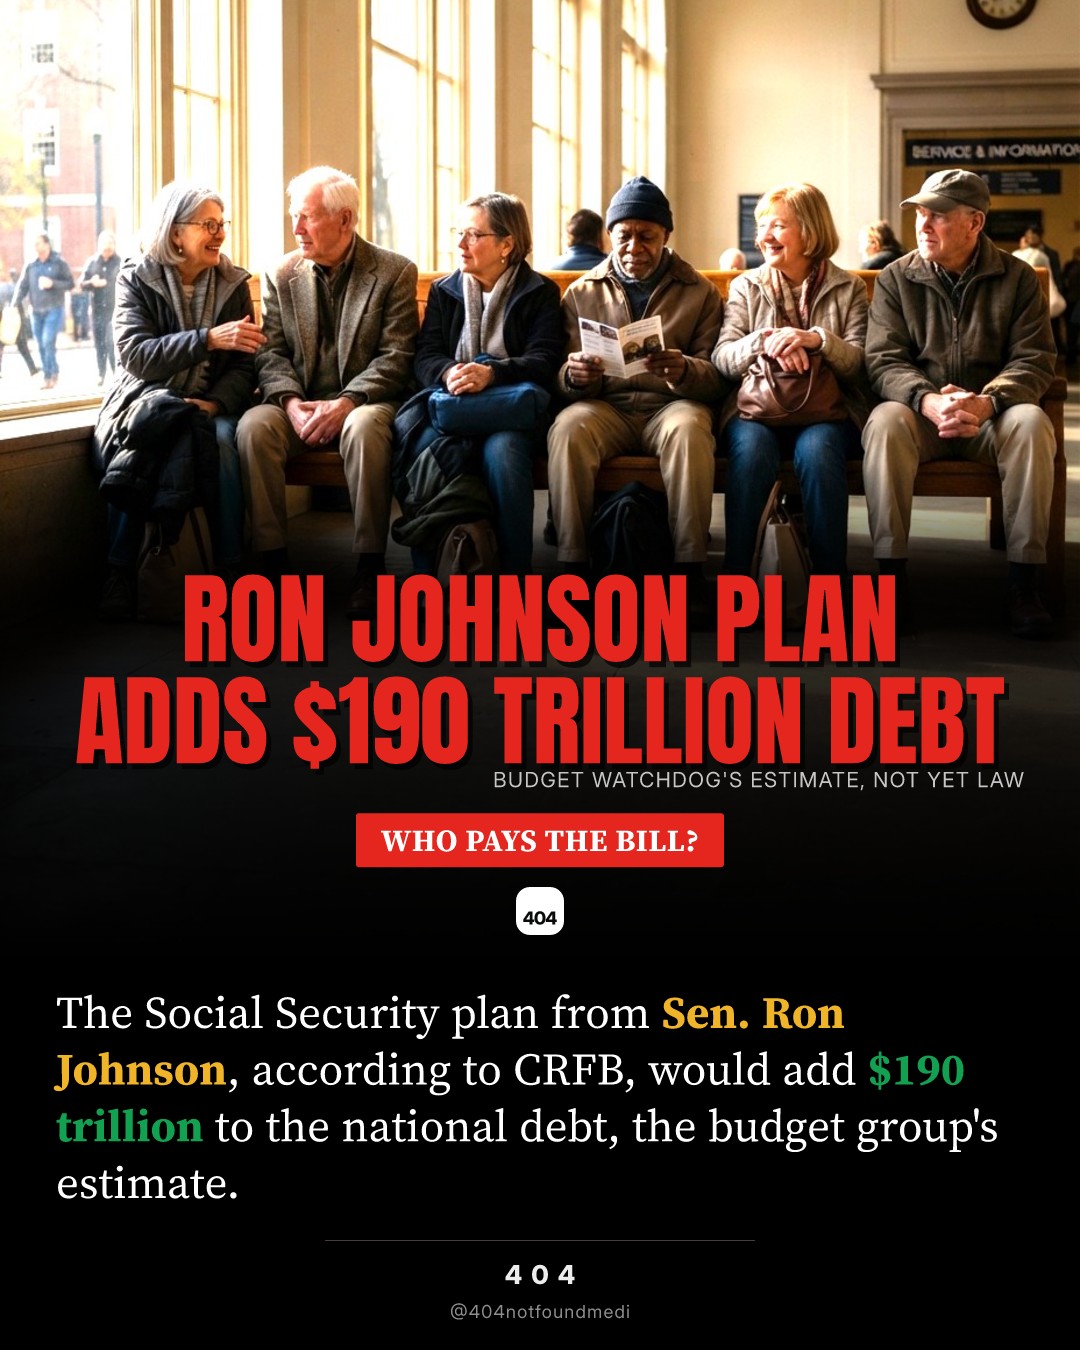 SERVICE & INFORMATION
RON JOHNSON PLAN
ADDS $190 TRILLION DEBT
BUDGET WATCHDOG'S ESTIMATE, NOT YET LAW
WHO PAYS THE BILL?
404
The Social Security plan from Sen. Ron
Johnson, according to CRFB, would add $190
trillion to the national debt, the budget group's
estimate.
404
@404notfoundmedi